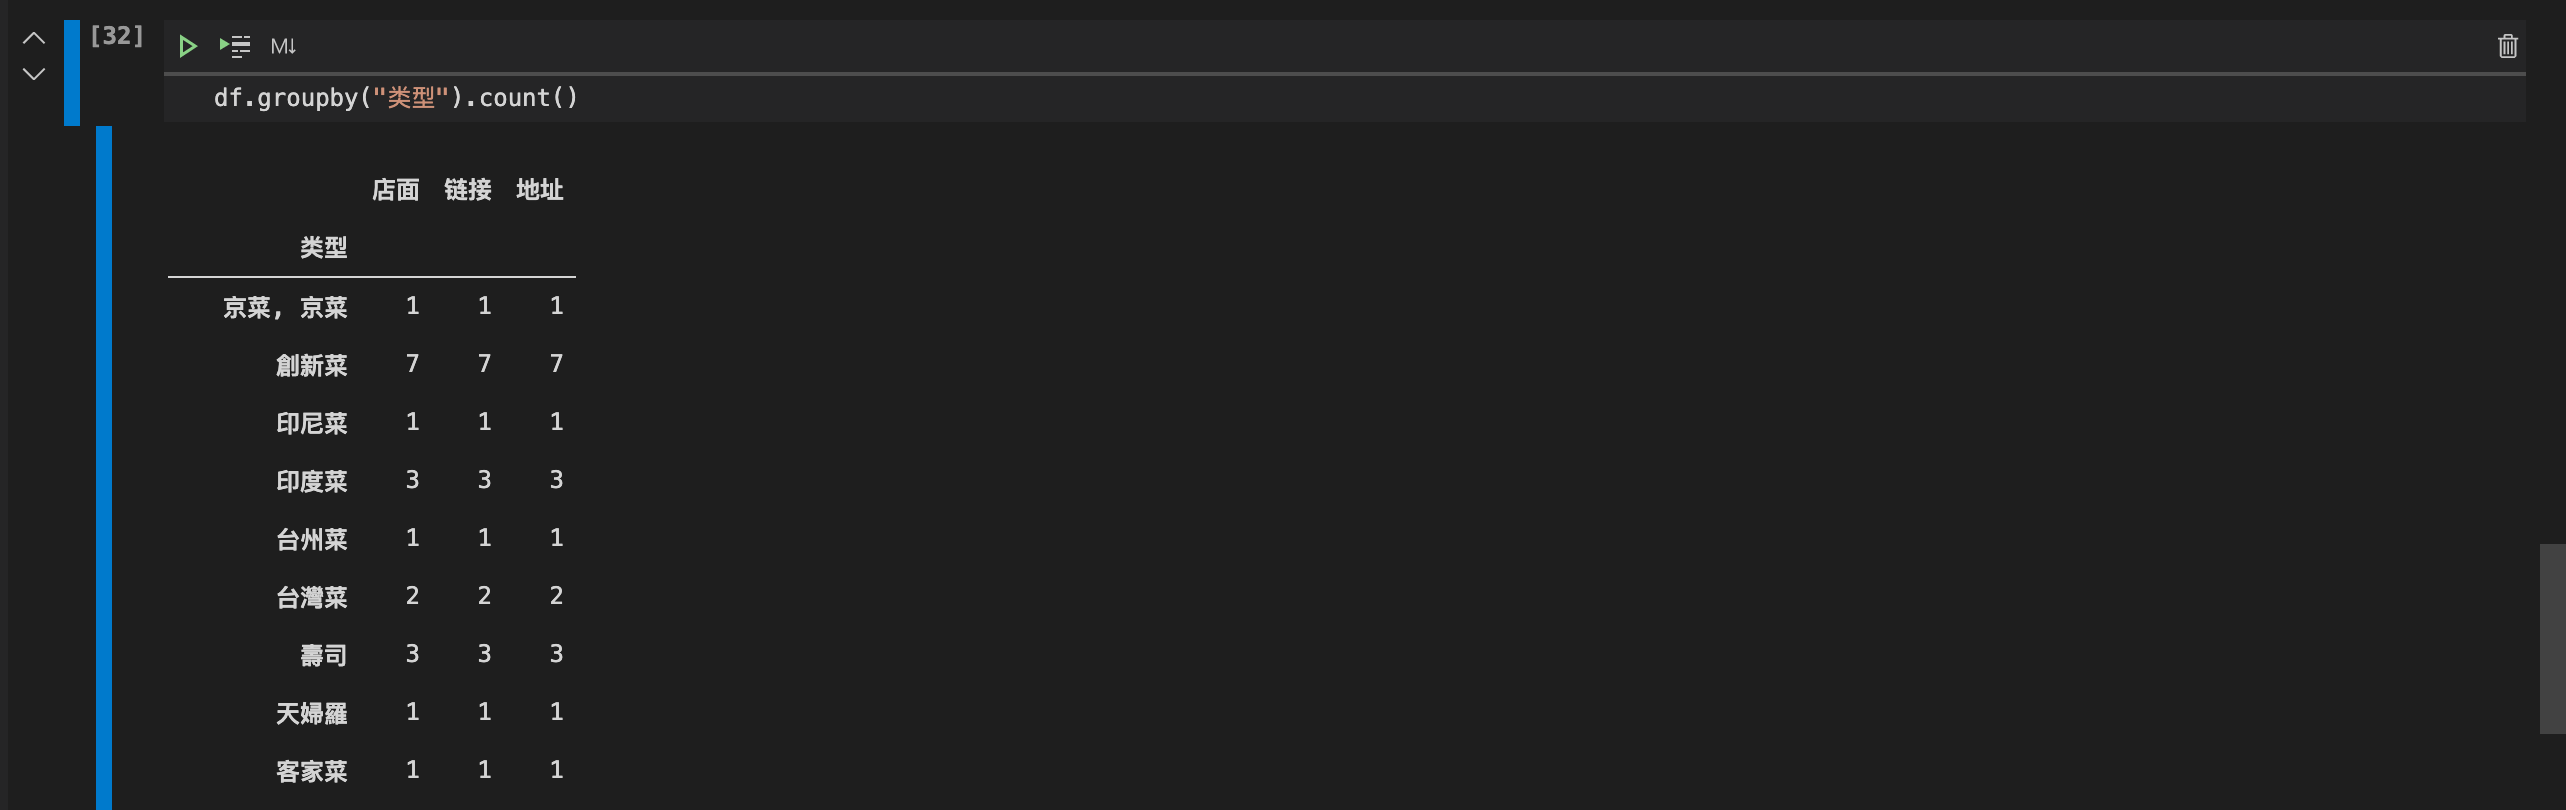 [32]
M↓
df.groupby("类型").count()
店面 链接 地址
类型
京菜, 京菜 1 1 1
創新菜 7 7 7
印尼菜 1 1 1
印度菜 3 3 3
台州菜 1 1 1
台灣菜 2 2 2
壽司 3 3 3
天婦羅 1 1 1
客家菜 1 1 1